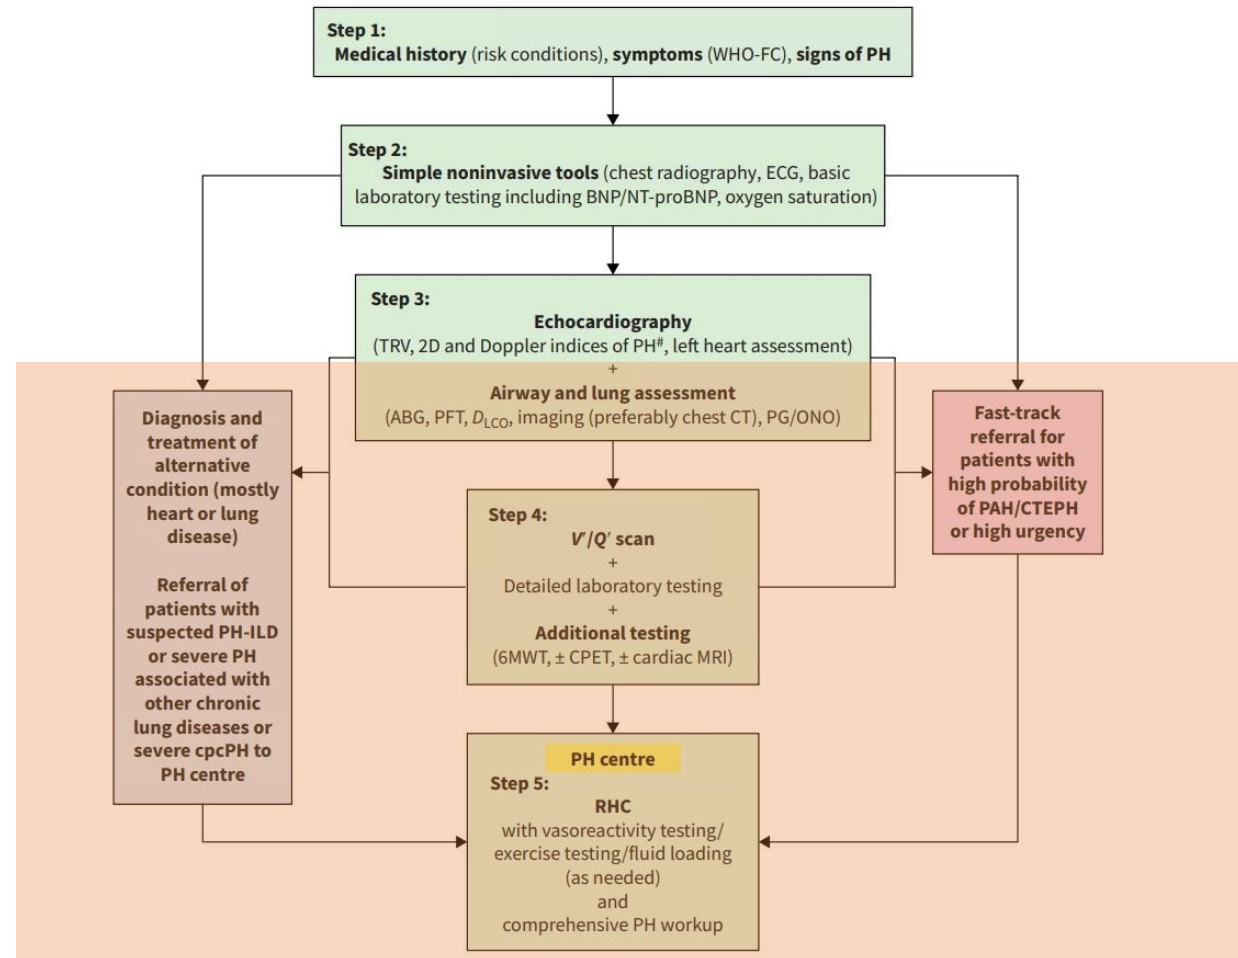 Step 1:
Medical history (risk conditions), symptoms (WHO-FC), signs of PH
Step 2:
Simple noninvasive tools (chest radiography, ECG, basic
laboratory testing including BNP/NT-proBNP, oxygen saturation)
Step 3:
Echocardiography
(TRV, 2D and Doppler indices of PH#, left heart assessment)
+
Airway and lung assessment
(ABG, PFT, DLCO, imaging (preferably chest CT), PG/ONO)
Diagnosis and
treatment of
alternative
condition (mostly
heart or lung
disease)
Referral of
patients with
suspected PH-ILD
or severe PH
associated with
other chronic
lung diseases or
severe cpcPH to
PH centre
Fast-track
referral for
patients with
high probability
of PAH/CTEPH
or high urgency
Step 4:
V′/Q′ scan
+
Detailed laboratory testing
+
Additional testing
(6MWT, ± CPET, ± cardiac MRI)
PH centre
Step 5:
RHC
with vasoreactivity testing/
exercise testing/fluid loading
(as needed)
and
comprehensive PH workup